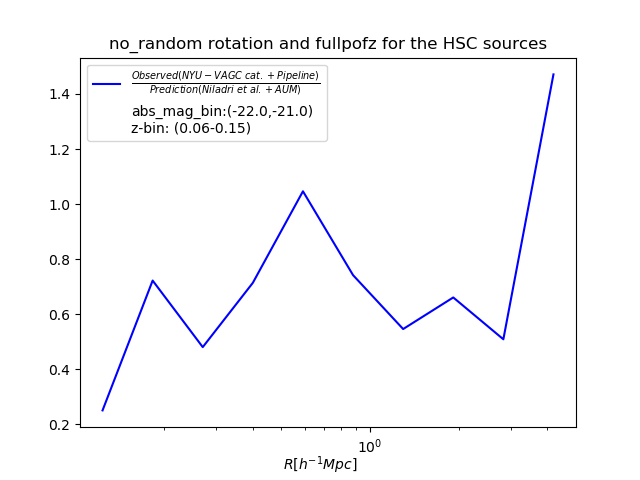 no_random rotation and fullpofz for the HSC sources
Observed(NYU − VAGC cat. + Pipeline)
Prediction(Niladri et al. + AUM)
abs_mag_bin:(-22.0,-21.0)
z-bin: (0.06-0.15)
1.4
1.2
1.0
0.8
0.6
0.4
0.2
10⁰
R[h⁻¹Mpc]